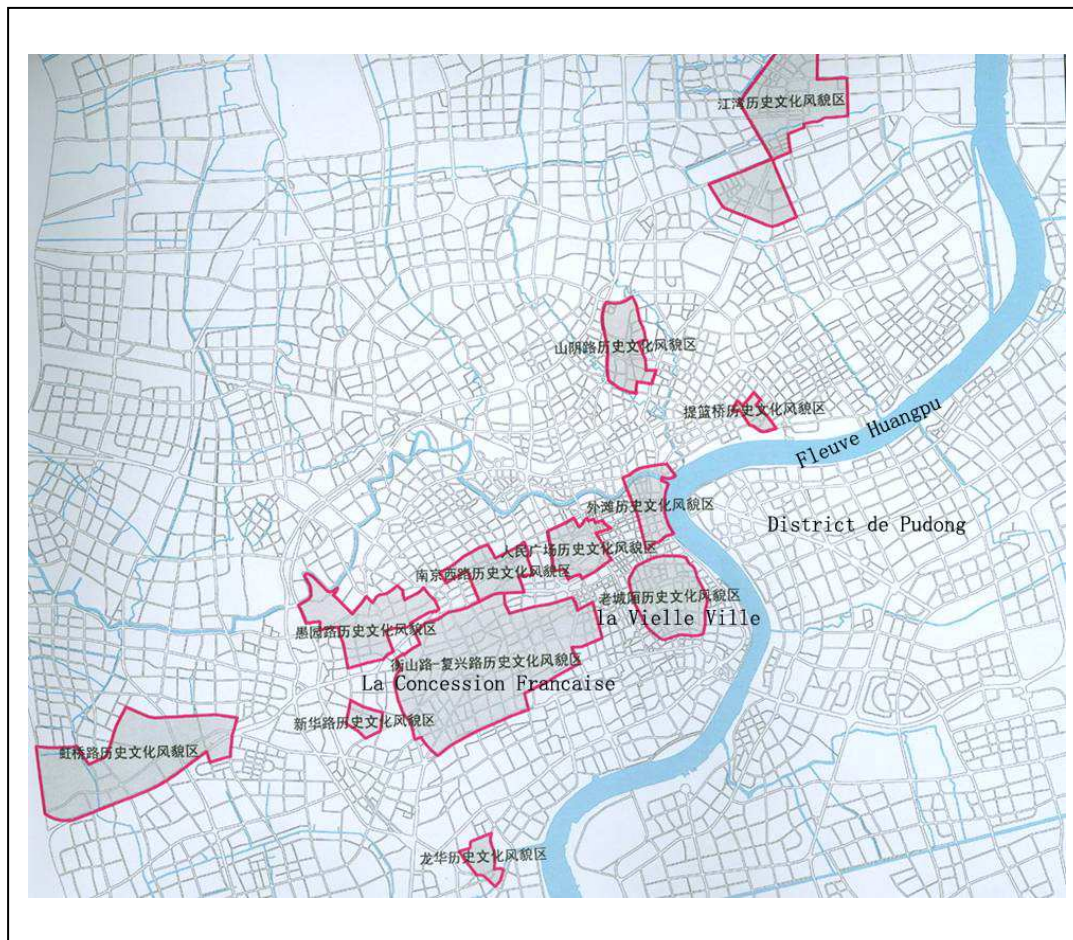 江湾历史文化风貌区
山阴路历史文化风貌区
提篮桥历史文化风貌区
Fleuve Huangpu
外滩历史文化风貌区
District de Pudong
人民广场历史文化风貌区
南京西路历史文化风貌区
老城厢历史文化风貌区
la Vielle Ville
愚园路历史文化风貌区
衡山路-复兴路历史文化风貌区
La Concession Francaise
新华路历史文化风貌区
虹桥路历史文化风貌区
龙华历史文化风貌区